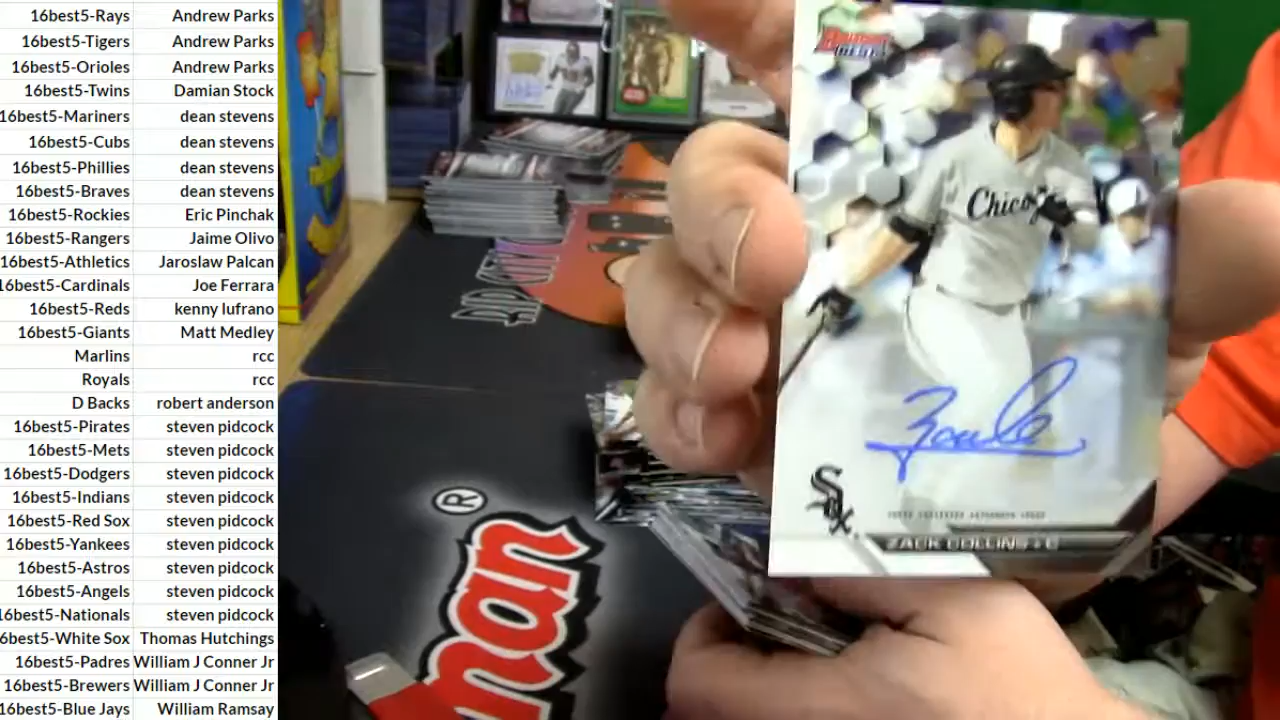 16best5-Rays Andrew Parks
16best5-Tigers Andrew Parks
16best5-Orioles Andrew Parks
16best5-Twins Damian Stock
16best5-Mariners dean stevens
16best5-Cubs dean stevens
16best5-Phillies dean stevens
16best5-Braves dean stevens
16best5-Rockies Eric Pinchak
16best5-Rangers Jaime Olivo
16best5-Athletics Jaroslaw Palcan
16best5-Cardinals Joe Ferrara
16best5-Reds kenny lufrano
16best5-Giants Matt Medley
Marlins rcc
Royals rcc
D Backs robert anderson
16best5-Pirates steven pidcock
16best5-Mets steven pidcock
16best5-Dodgers steven pidcock
16best5-Indians steven pidcock
16best5-Red Sox steven pidcock
16best5-Yankees steven pidcock
16best5-Astros steven pidcock
16best5-Angels steven pidcock
16best5-Nationals steven pidcock
6best5-White Sox Thomas Hutchings
16best5-Padres William J Conner Jr
16best5-Brewers William J Conner Jr
16best5-Blue Jays William Ramsay
RIP CITY
®
man
Bowman's
BEST
Chicago
Sox
ZACK COLLINS • C